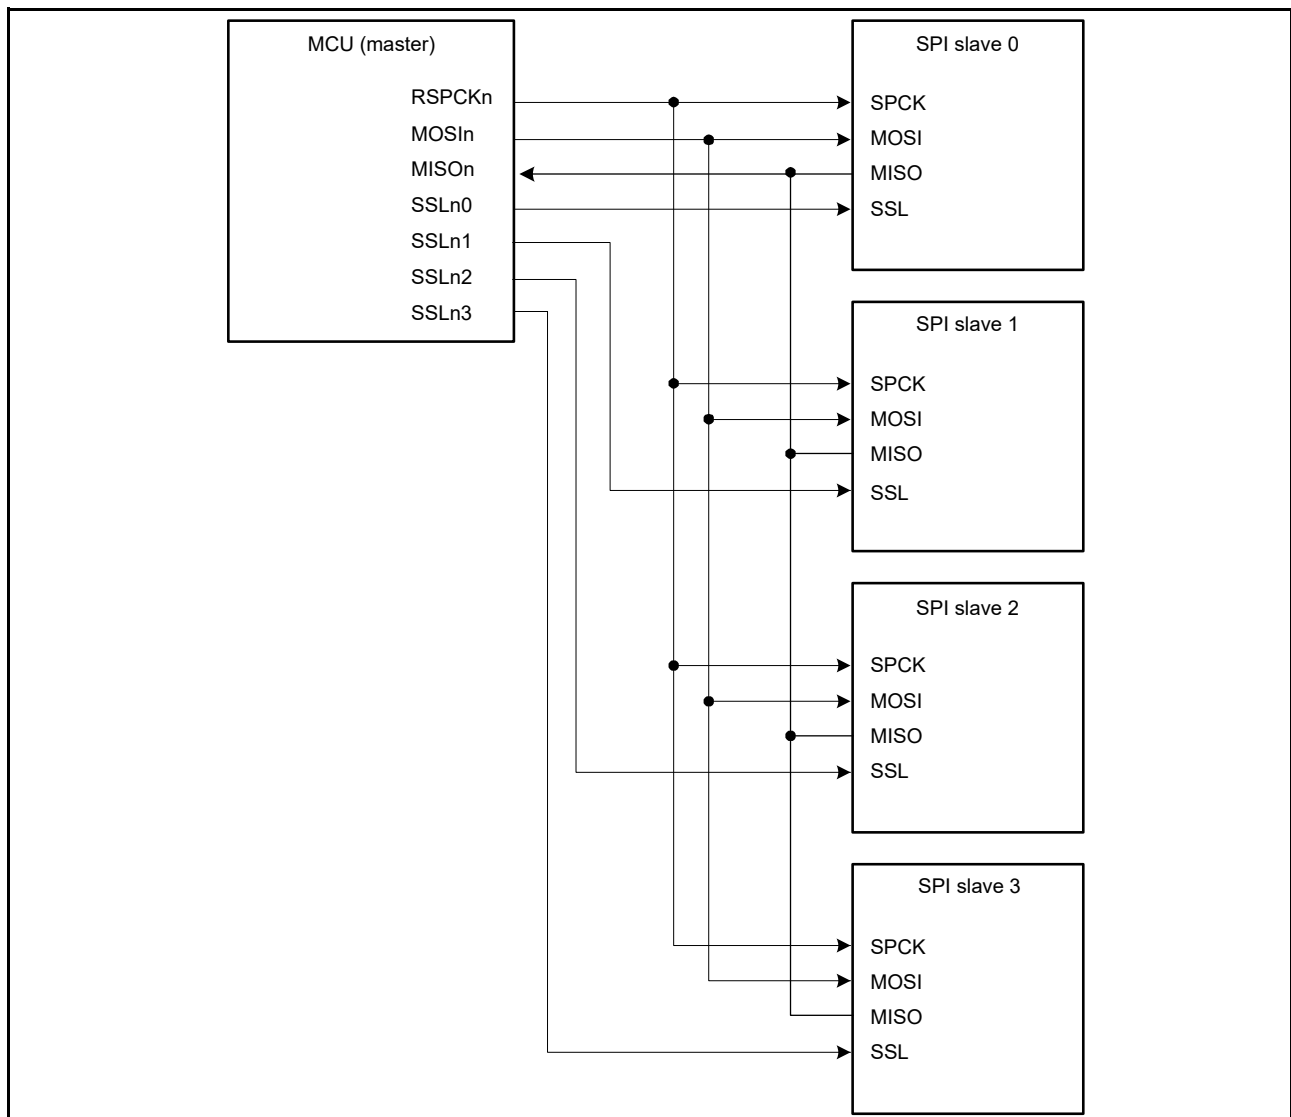 MCU (master)
RSPCKn
MOSIn
MISOn
SSLn0
SSLn1
SSLn2
SSLn3
SPI slave 0
SPCK
MOSI
MISO
SSL
SPI slave 1
SPCK
MOSI
MISO
SSL
SPI slave 2
SPCK
MOSI
MISO
SSL
SPI slave 3
SPCK
MOSI
MISO
SSL